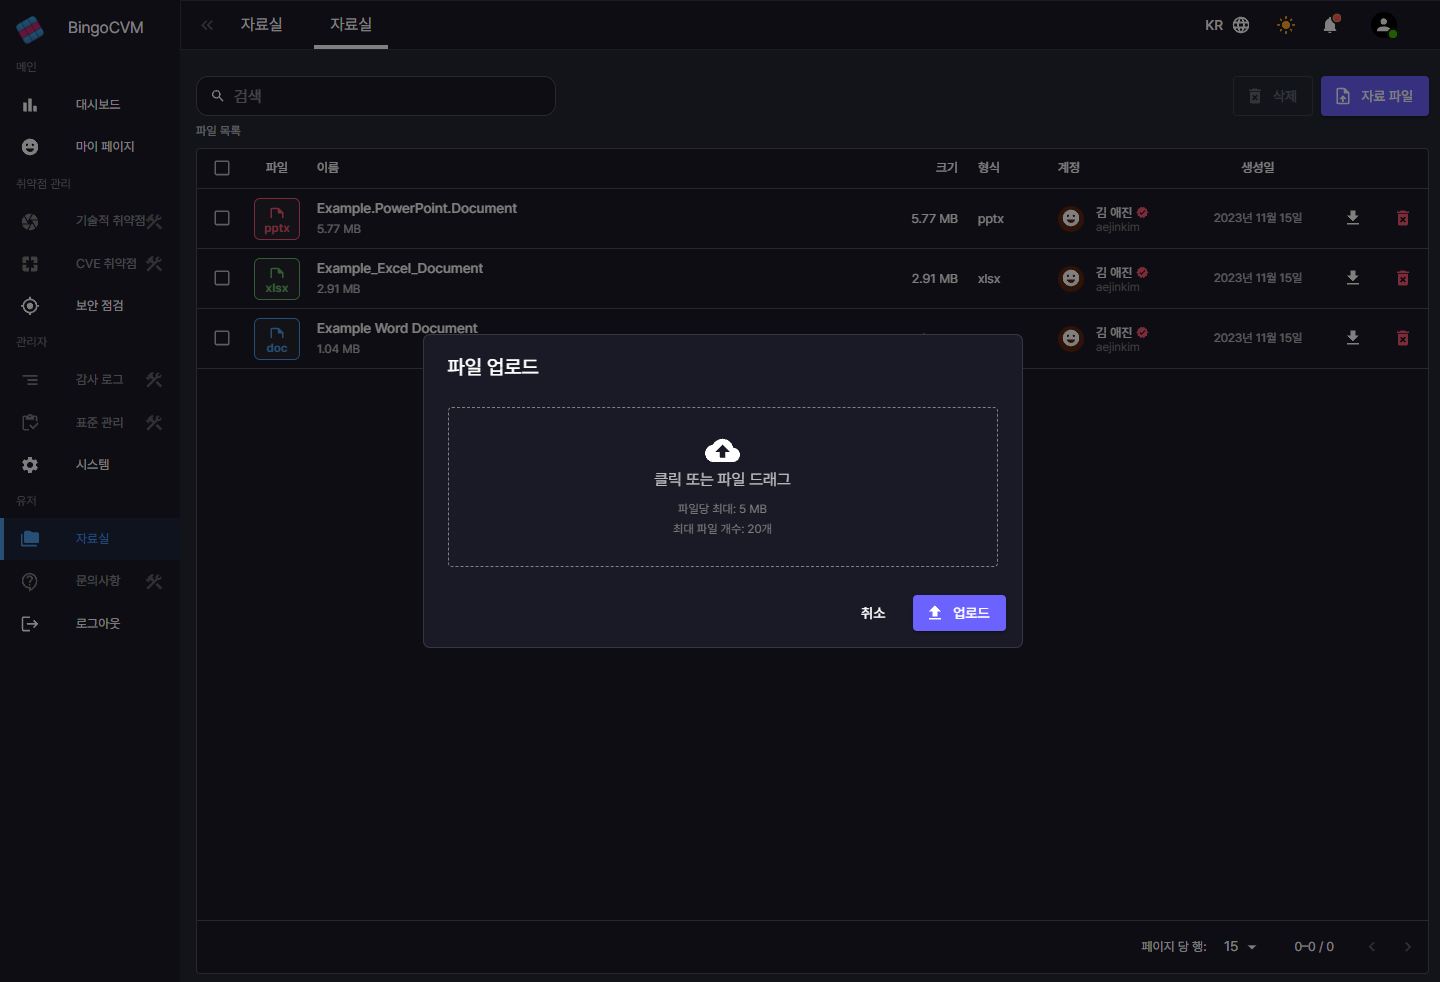 BingoCVM
자료실
자료실
KR
메인
대시보드
마이 페이지
취약점 관리
기술적 취약점
CVE 취약점
보안 점검
관리자
감사 로그
표준 관리
시스템
유저
자료실
문의사항
로그아웃
검색
삭제
자료 파일
파일 목록
파일 이름 크기 형식 계정 생성일
pptx
Example.PowerPoint.Document
5.77 MB
5.77 MB pptx
김 애진
aejinkim
2023년 11월 15일
xlsx
Example_Excel_Document
2.91 MB
2.91 MB xlsx
김 애진
aejinkim
2023년 11월 15일
doc
Example Word Document
1.04 MB
김 애진
aejinkim
2023년 11월 15일
파일 업로드
클릭 또는 파일 드래그
파일당 최대: 5 MB
최대 파일 개수: 20개
취소
업로드
페이지 당 행: 15 0–0 / 0